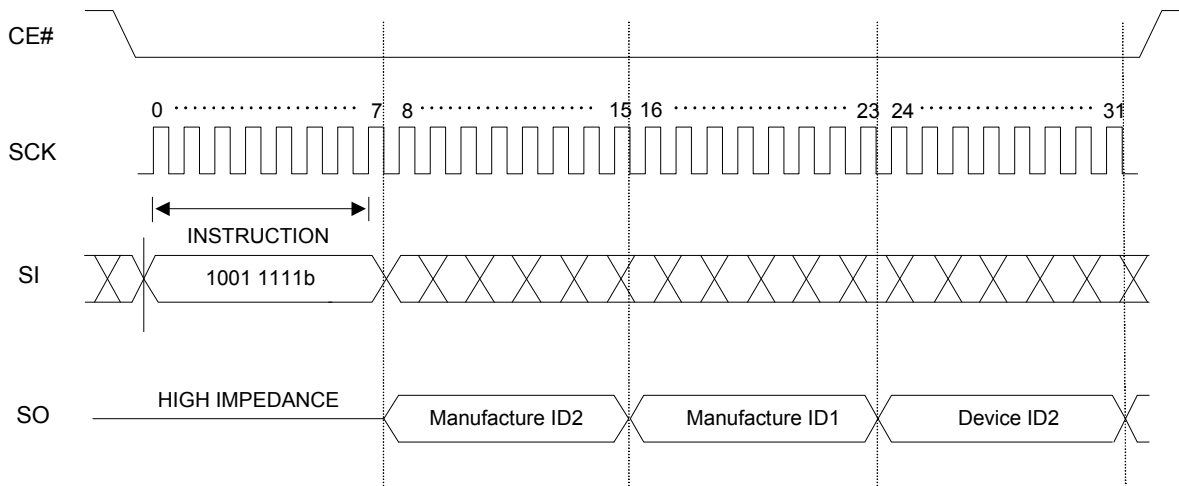 CE#
0 7 8 15 16 23 24 31
SCK
INSTRUCTION
SI 1001 1111b
HIGH IMPEDANCE
SO Manufacture ID2 Manufacture ID1 Device ID2